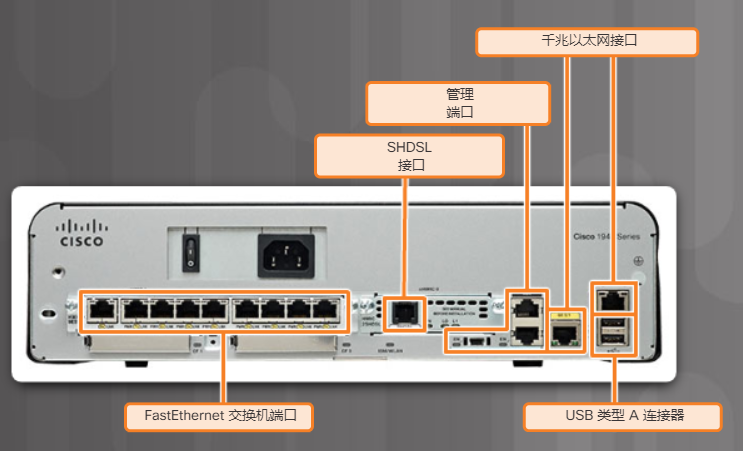 千兆以太网接口
管理
端口
SHDSL
接口
CISCO
Cisco 1941 Series
FastEthernet 交换机端口
USB 类型 A 连接器